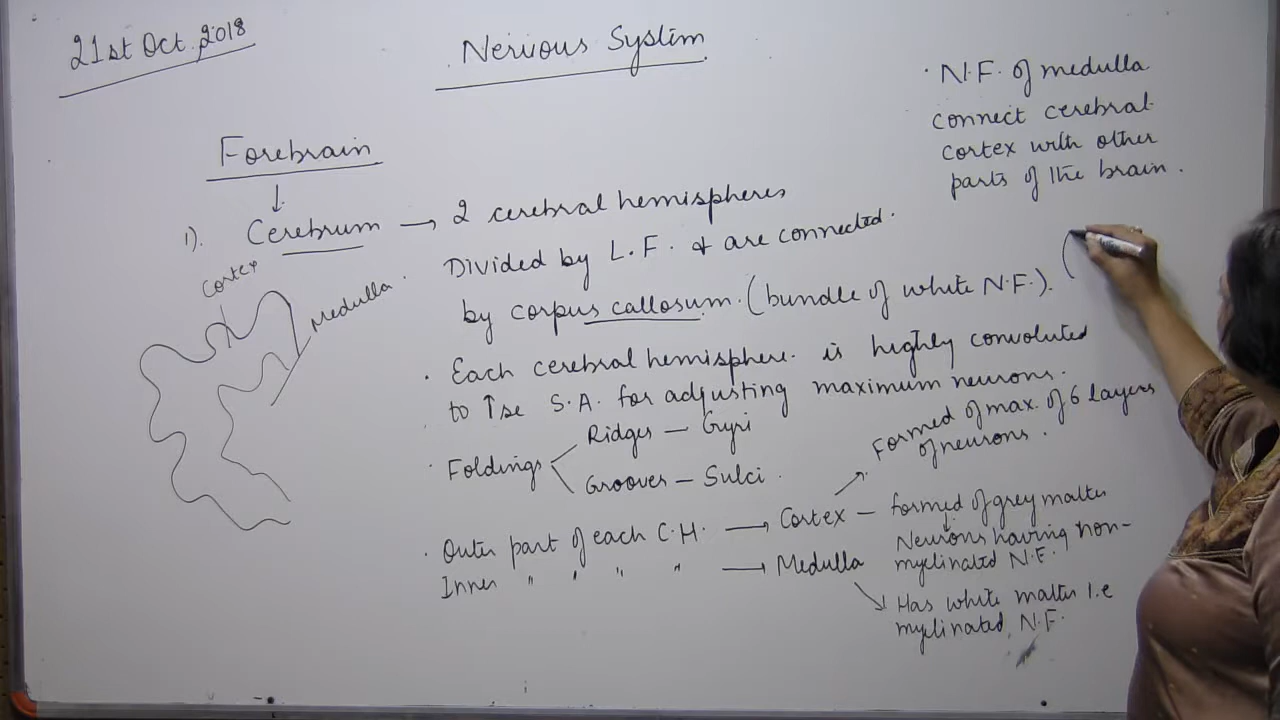 21st Oct, 2018
Nervous System
Forebrain
1). Cerebrum → 2 cerebral hemispheres
Divided by L.F. & are connected
by corpus callosum. (bundle of white N.F.).
Cortex
Medulla
. Each cerebral hemisphere. is highly convoluted
to ↑se S.A. for adjusting maximum neurons.
. Foldings
Ridges - Gyri
Grooves - Sulci.
. Outer part of each C.H. → Cortex - formed of grey matter
Neurons having non-
myelinated N.F.
Formed of max. of 6 layers
of neurons.
Inner " " " " → Medulla
Has white matter i.e
myelinated N.F.
. N.F. of medulla
connect cerebral
cortex with other
parts of the brain.
(